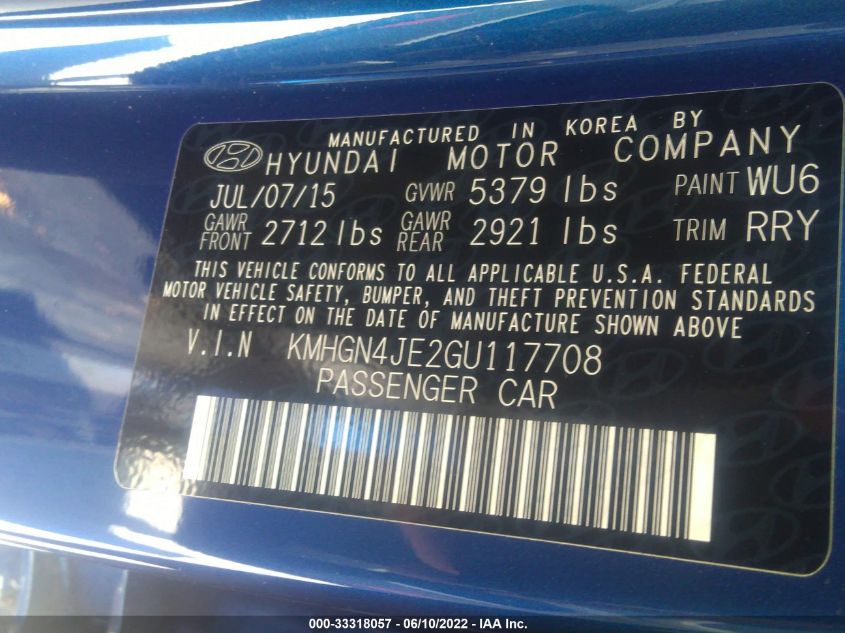 MANUFACTURED IN KOREA BY
HYUNDAI MOTOR COMPANY
JUL/07/15 GVWR 5379 lbs PAINT WU6
GAWR FRONT 2712 lbs GAWR REAR 2921 lbs TRIM RRY
THIS VEHICLE CONFORMS TO ALL APPLICABLE U.S.A. FEDERAL
MOTOR VEHICLE SAFETY, BUMPER, AND THEFT PREVENTION STANDARDS
IN EFFECT ON THE DATE OF MANUFACTURE SHOWN ABOVE
V.I.N KMHGN4JE2GU117708
PASSENGER CAR
000-33318057 - 06/10/2022 - IAA Inc.